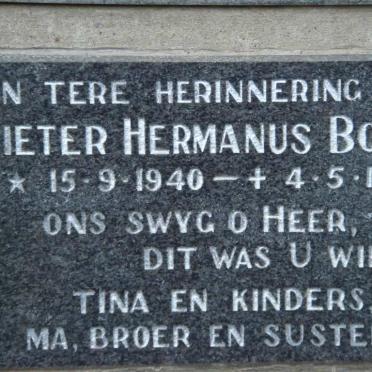 N TERE HERINNERING
IETER HERMANUS BO
★ 15-9-1940 — + 4-5-1
ONS SWYG O HEER,
DIT WAS U WI
TINA EN KINDERS,
MA, BROER EN SUSTE